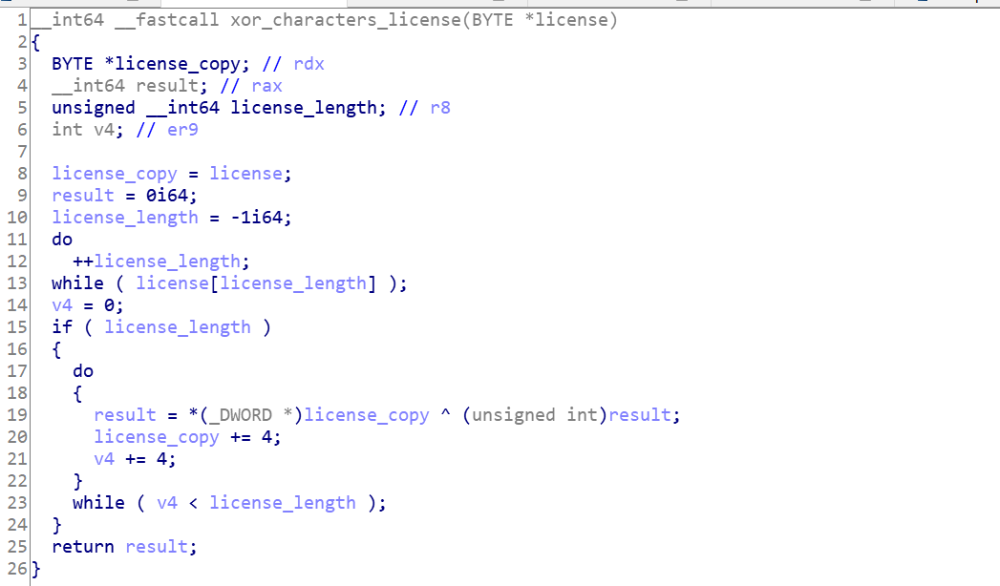 1 __int64 __fastcall xor_characters_license(BYTE *license)
2 {
3   BYTE *license_copy; // rdx
4   __int64 result; // rax
5   unsigned __int64 license_length; // r8
6   int v4; // er9
7
8   license_copy = license;
9   result = 0i64;
10   license_length = -1i64;
11   do
12     ++license_length;
13   while ( license[license_length] );
14   v4 = 0;
15   if ( license_length )
16   {
17     do
18     {
19       result = *(_DWORD *)license_copy ^ (unsigned int)result;
20       license_copy += 4;
21       v4 += 4;
22     }
23     while ( v4 < license_length );
24   }
25   return result;
26 }